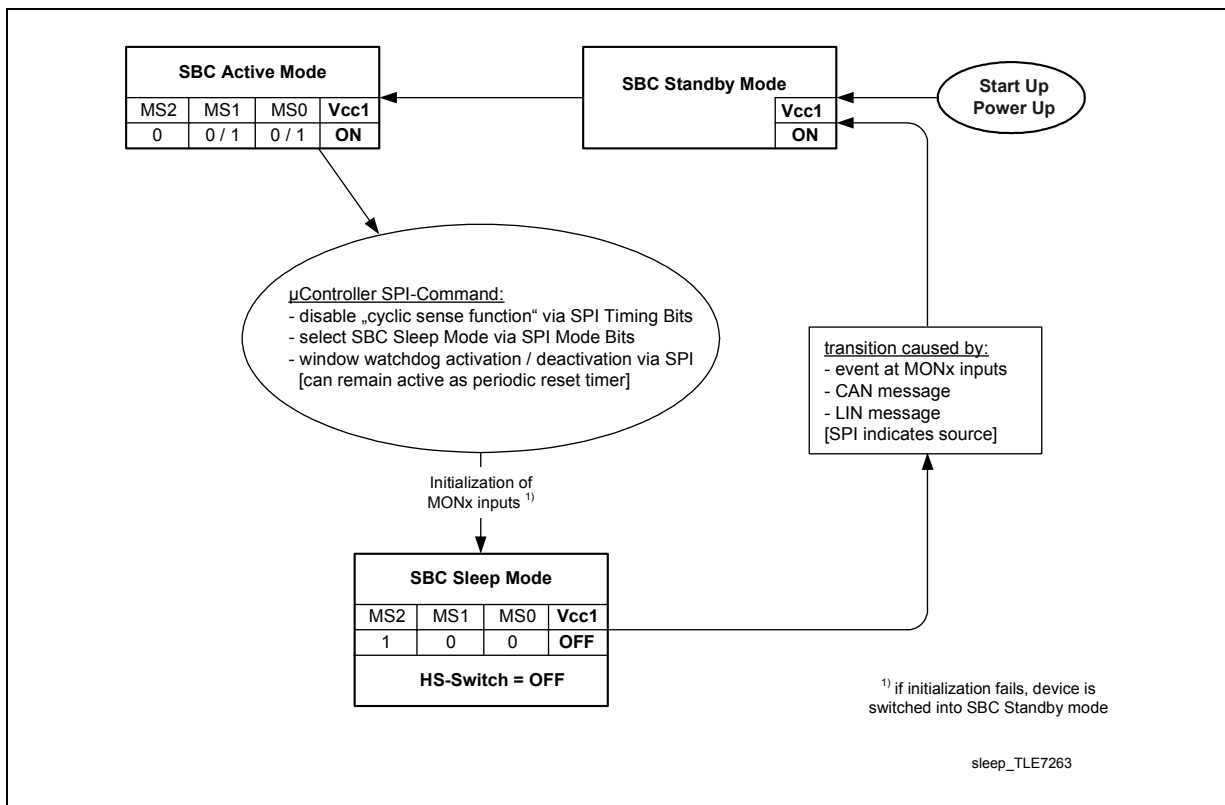 SBC Active Mode
MS2 MS1 MS0 Vcc1
0 0 / 1 0 / 1 ON
SBC Standby Mode
Vcc1
ON
Start Up
Power Up
µController SPI-Command:
- disable „cyclic sense function“ via SPI Timing Bits
- select SBC Sleep Mode via SPI Mode Bits
- window watchdog activation / deactivation via SPI
[can remain active as periodic reset timer]
transition caused by:
- event at MONx inputs
- CAN message
- LIN message
[SPI indicates source]
Initialization of
MONx inputs 1)
SBC Sleep Mode
MS2 MS1 MS0 Vcc1
1 0 0 OFF
HS-Switch = OFF
1) if initialization fails, device is
switched into SBC Standby mode
sleep_TLE7263